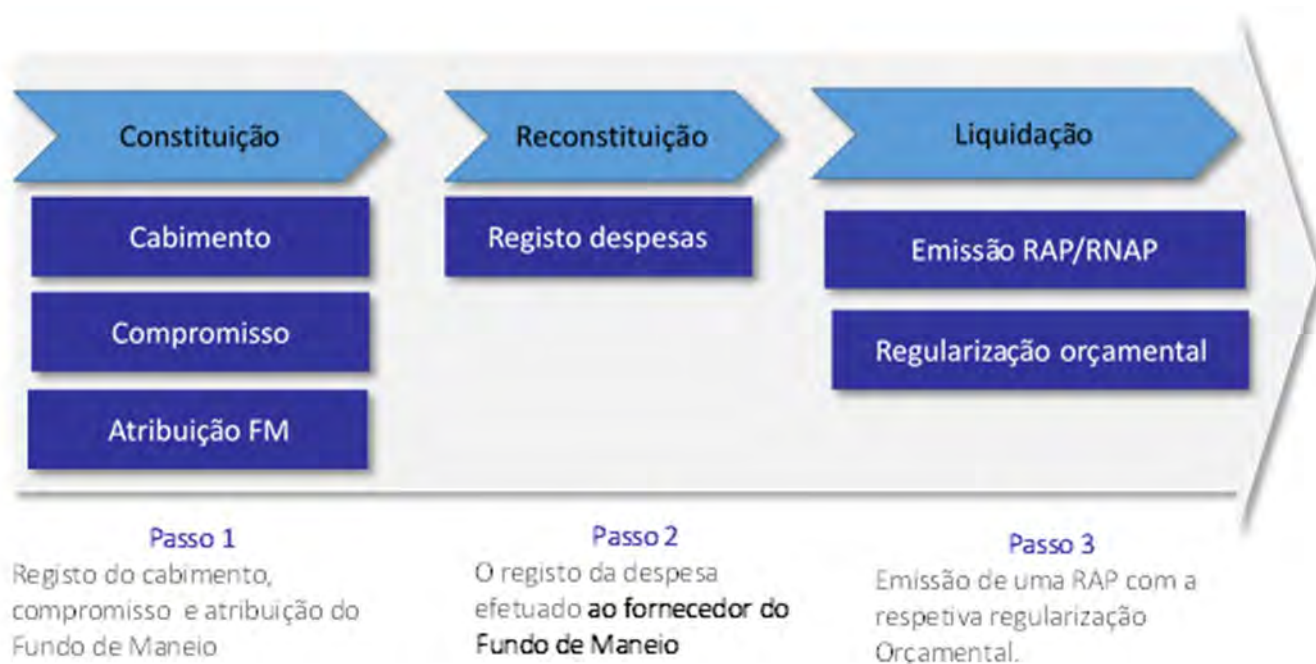 Constituição
Cabimento
Compromisso
Atribuição FM
Passo 1
Registo do cabimento,
compromisso e atribuição do
Fundo de Maneio
Reconstituição
Registo despesas
Passo 2
O registo da despesa
efetuado ao fornecedor do
Fundo de Maneio
Liquidação
Emissão RAP/RNAP
Regularização orçamental
Passo 3
Emissão de uma RAP com a
respetiva regularização
Orçamental.